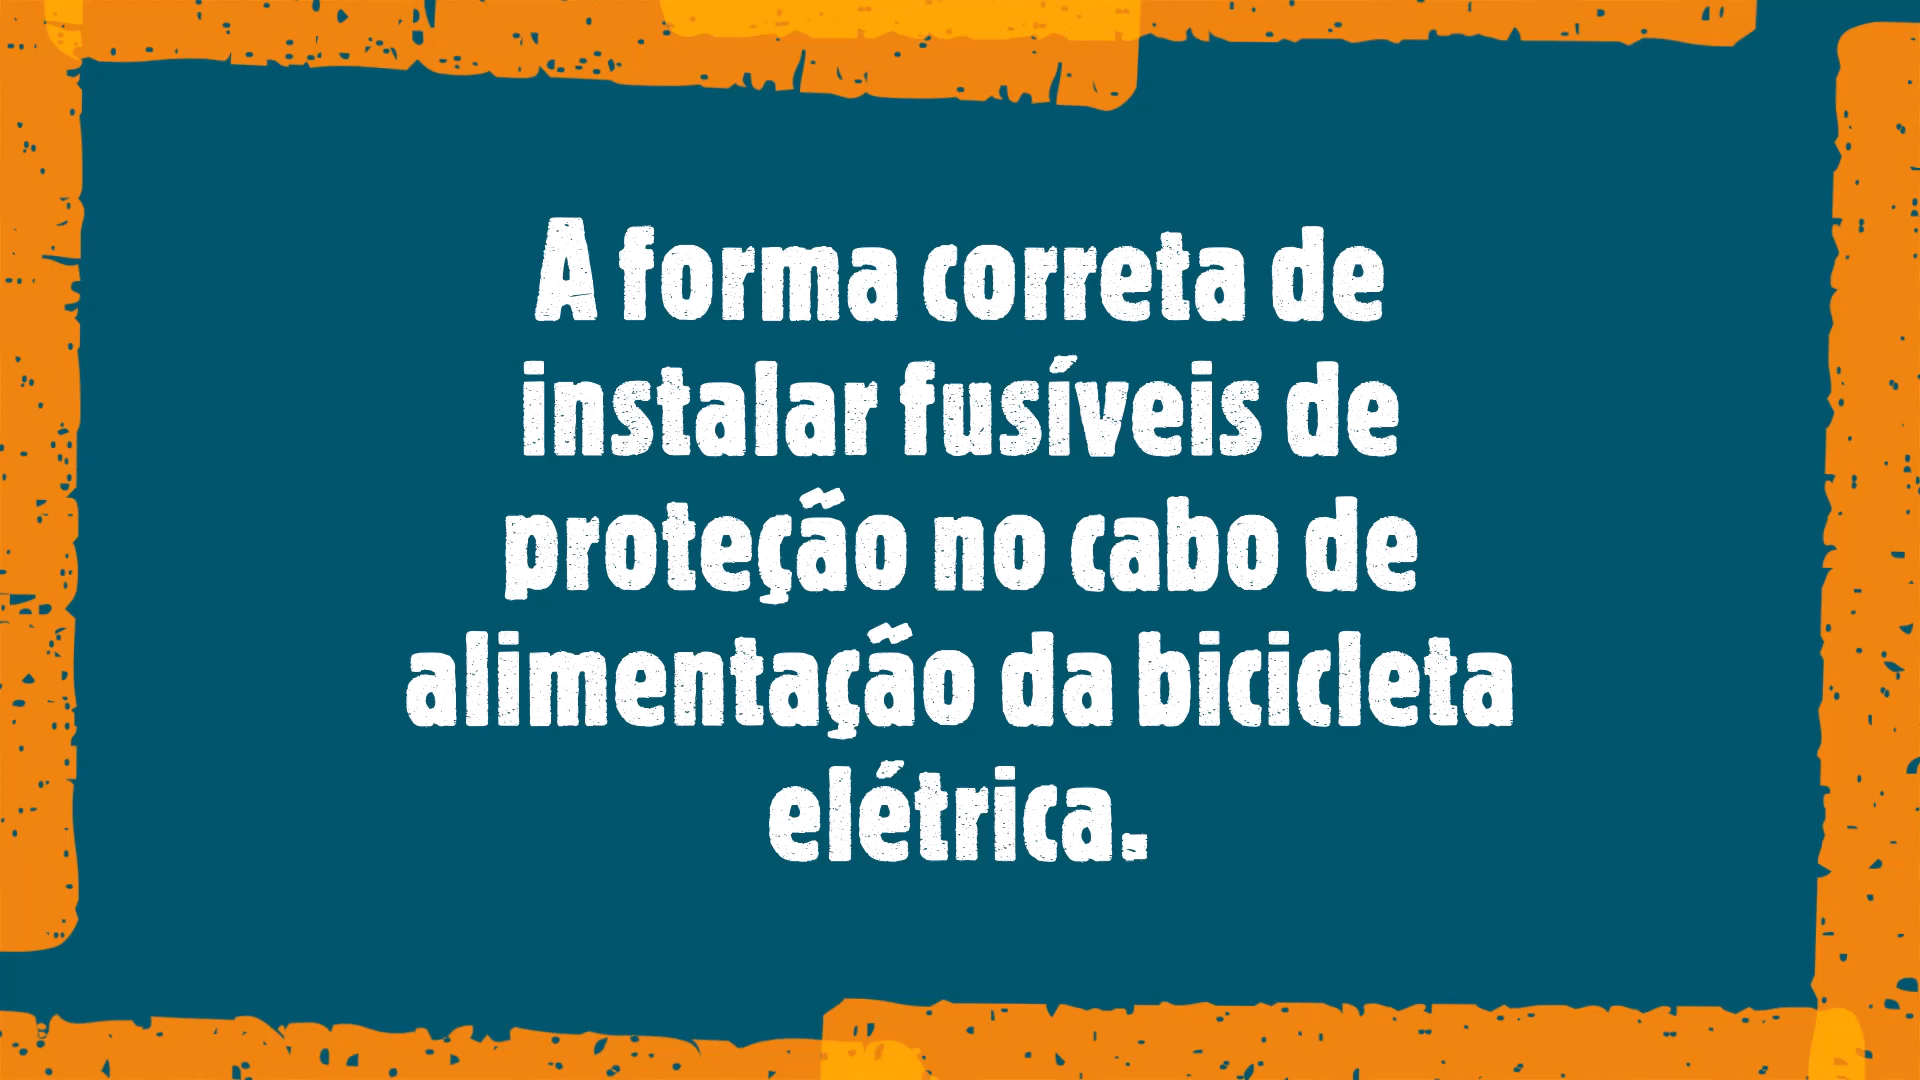 A forma correta de
instalar fusíveis de
proteção no cabo de
alimentação da bicicleta
elétrica.